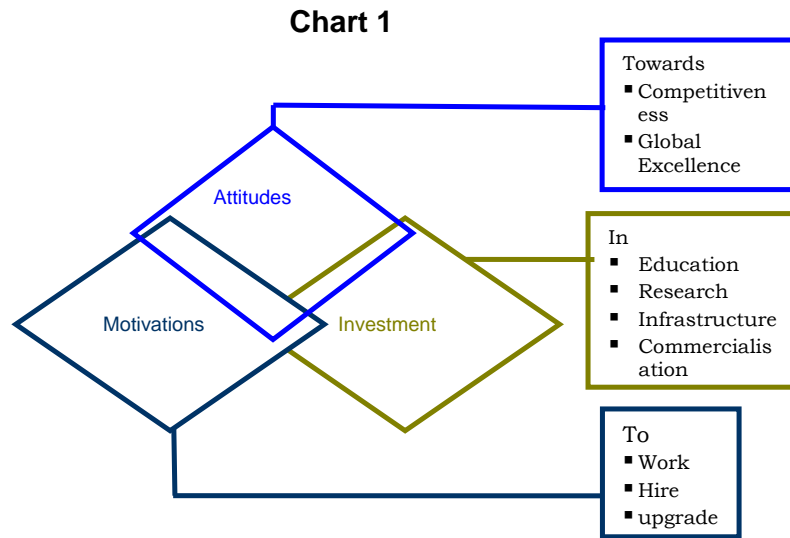 Chart 1
Towards
▪ Competitiven
ess
▪ Global
Excellence
Attitudes
In
▪ Education
▪ Research
▪ Infrastructure
▪ Commercialis
ation
Motivations
Investment
To
▪ Work
▪ Hire
▪ upgrade